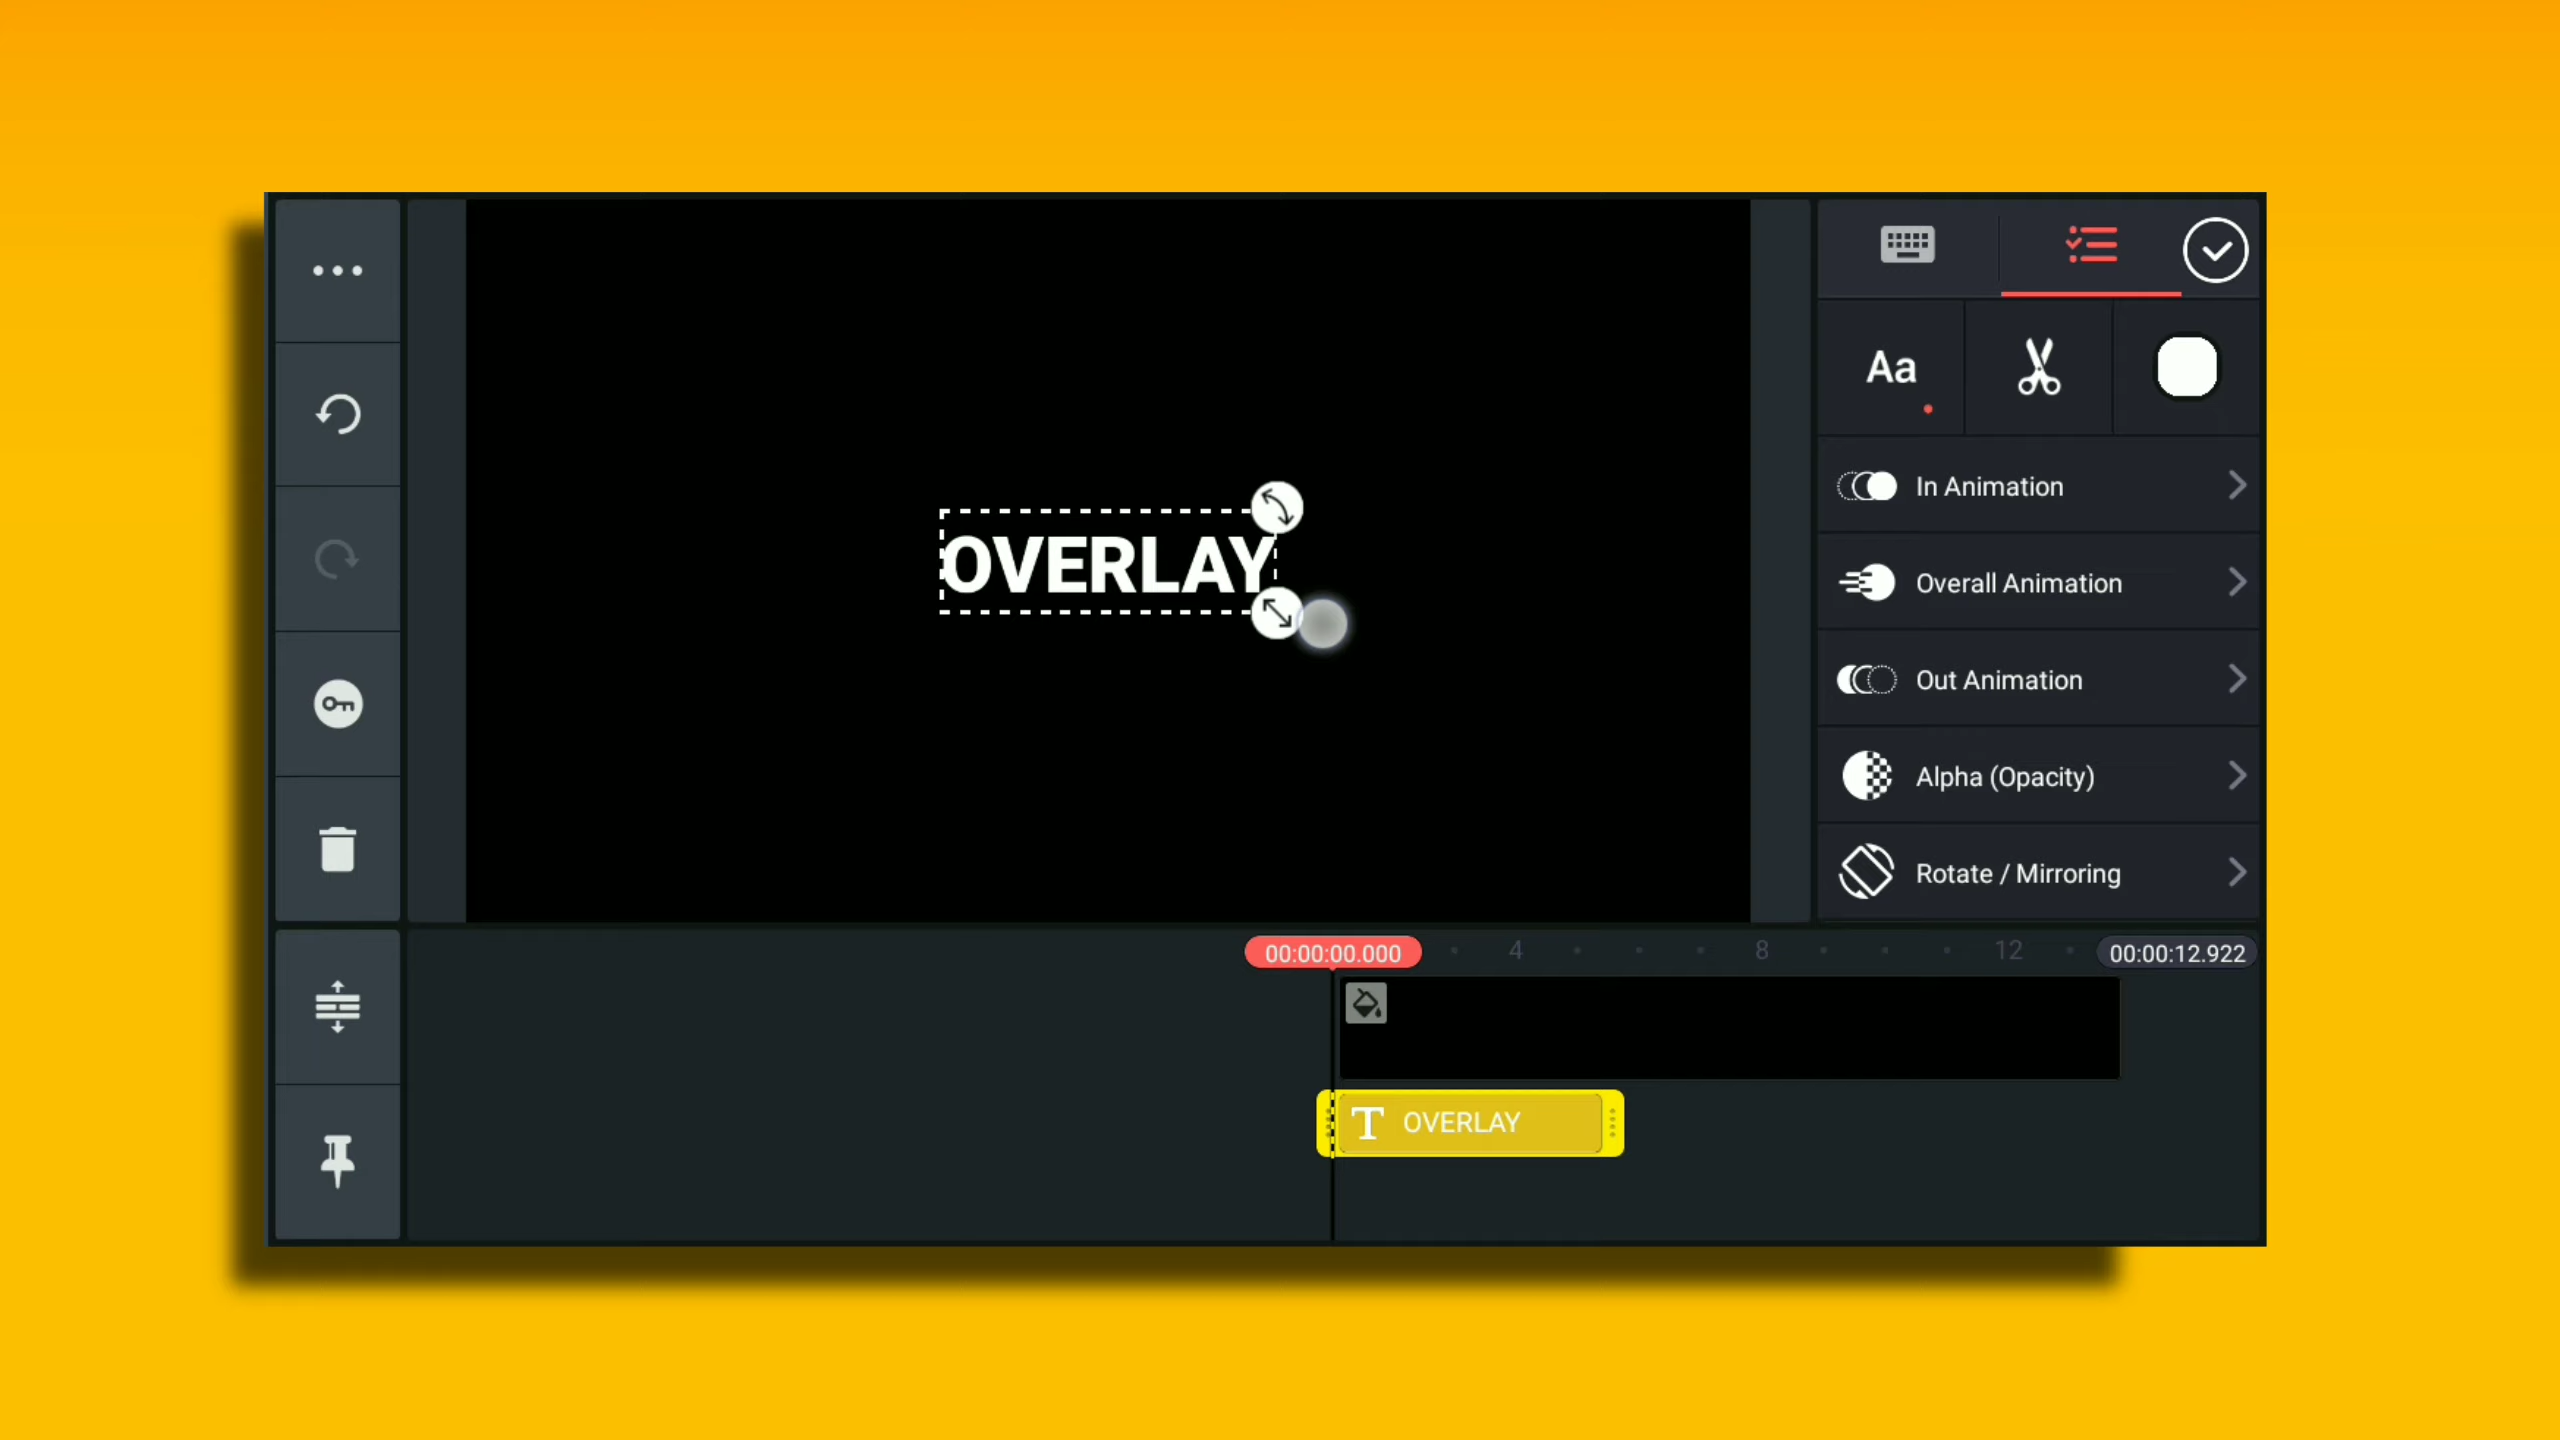 Aa
In Animation
OVERLAY
Overall Animation
Out Animation
Alpha (Opacity)
Rotate / Mirroring
00:00:00.000
4
8
12
00:00:12.922
T OVERLAY